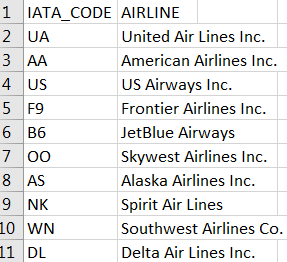 1 IATA_CODE AIRLINE
2 UA United Air Lines Inc.
3 AA American Airlines Inc.
4 US US Airways Inc.
5 F9 Frontier Airlines Inc.
6 B6 JetBlue Airways
7 OO Skywest Airlines Inc.
8 AS Alaska Airlines Inc.
9 NK Spirit Air Lines
10 WN Southwest Airlines Co.
11 DL Delta Air Lines Inc.